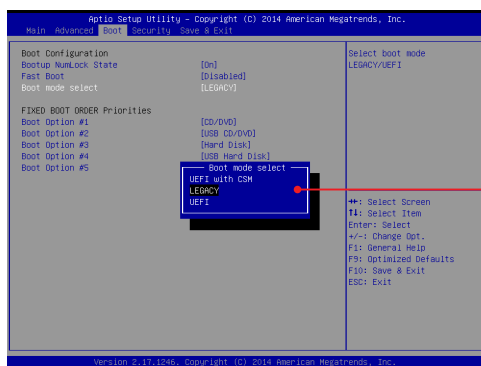 Aptio Setup Utility – Copyright (C) 2014 American Megatrends, Inc.
Main Advanced Boot Security Save & Exit
Boot Configuration
Bootup NumLock State [On]
Fast Boot [Disabled]
Boot mode select [LEGACY]
FIXED BOOT ORDER Priorities
Boot Option #1 [CD/DVD]
Boot Option #2 [USB CD/DVD]
Boot Option #3 [Hard Disk]
Boot Option #4 [USB Hard Disk]
Boot Option #5
Boot mode select
UEFI with CSM
LEGACY
UEFI
Select boot mode
LEGACY/UEFI
→←: Select Screen
↑↓: Select Item
Enter: Select
+/-: Change Opt.
F1: General Help
F9: Optimized Defaults
F10: Save & Exit
ESC: Exit
Version 2.17.1246. Copyright (C) 2014 American Megatrends, Inc.